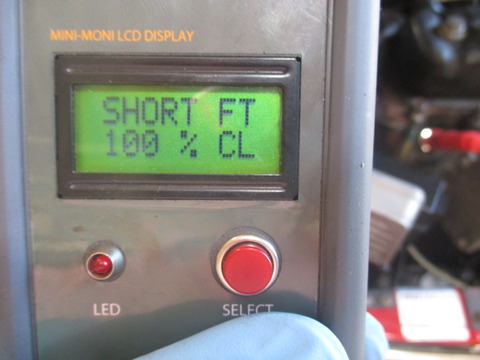 MINI-MONI LCD DISPLAY
SHORT FT
100 % CL
LED
SELECT